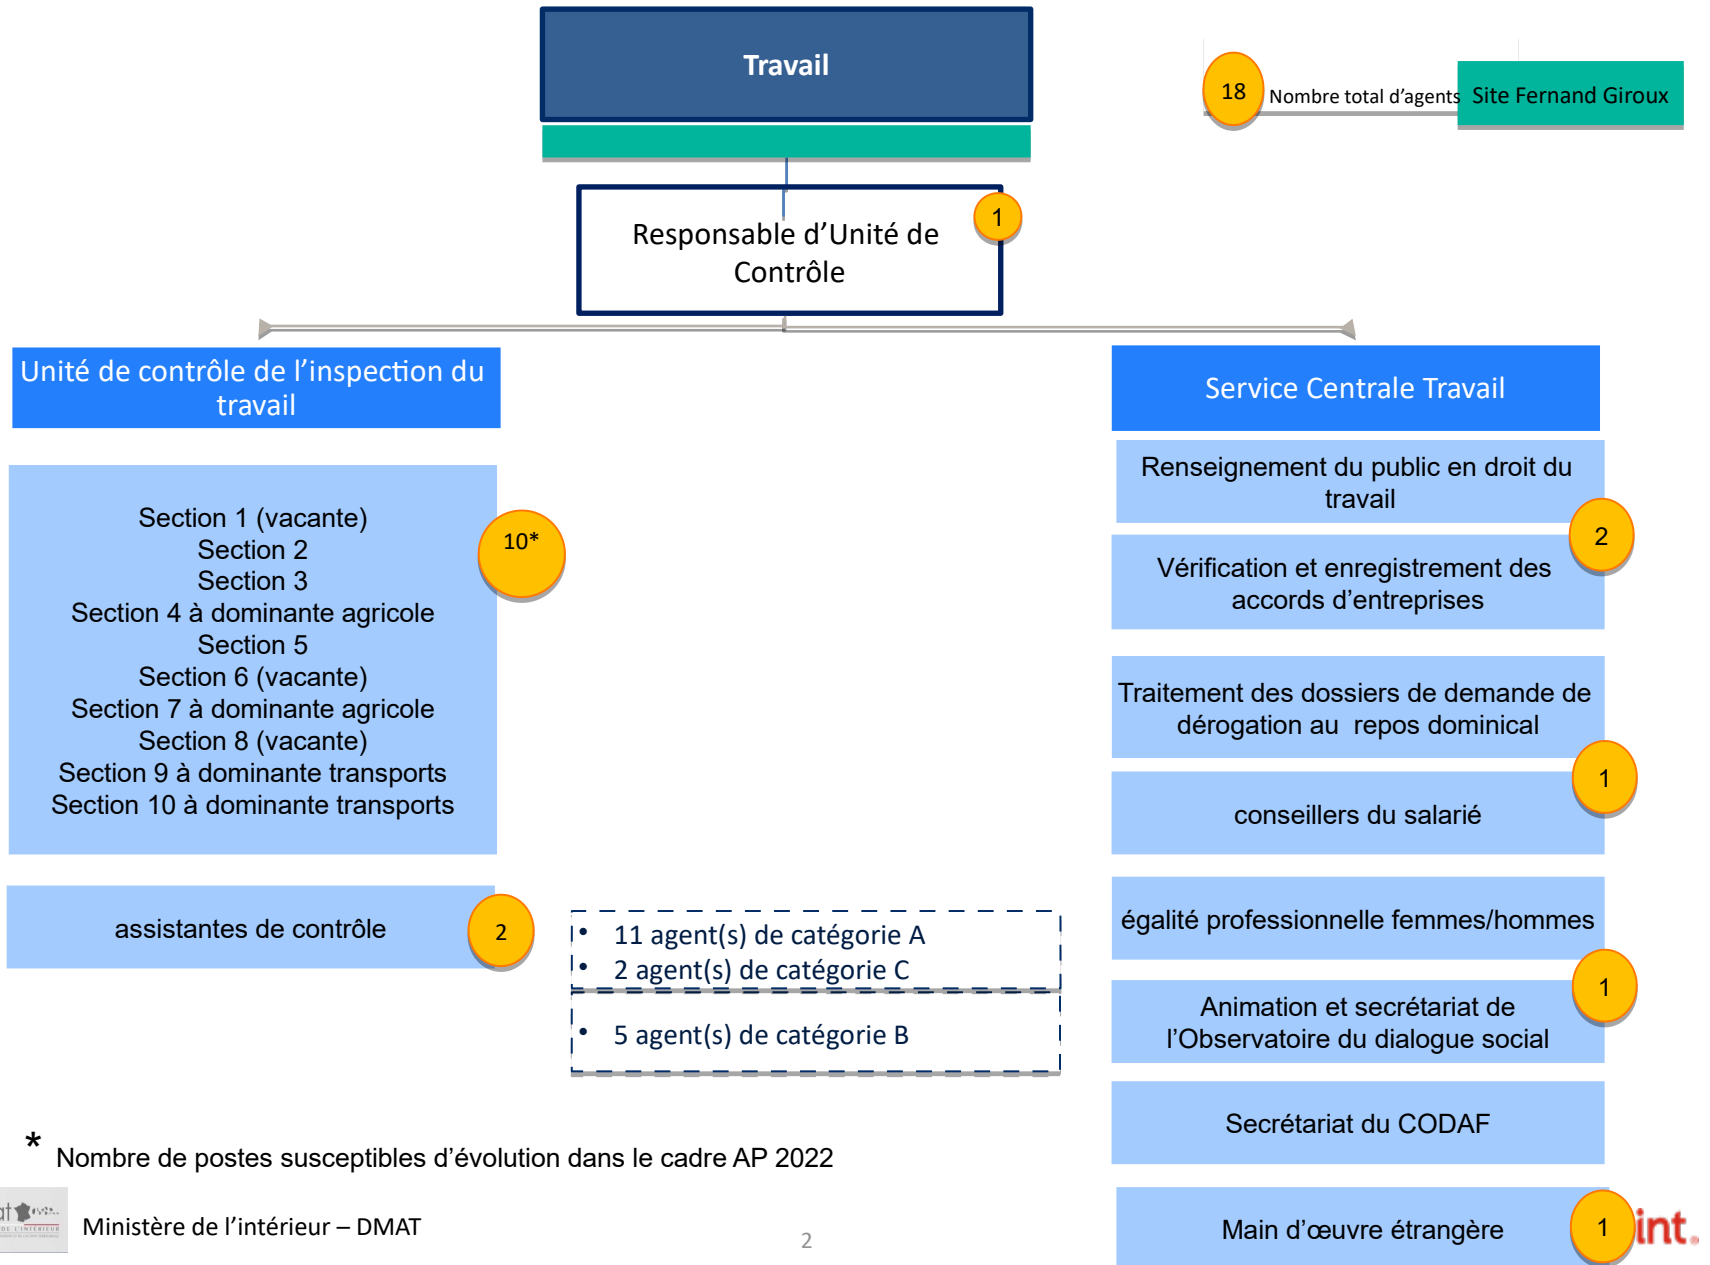 Travail
18
Nombre total d’agents
Site Fernand Giroux
Responsable d’Unité de
Contrôle
1
Unité de contrôle de l’inspection du
travail
Section 1 (vacante)
Section 2
Section 3
Section 4 à dominante agricole
Section 5
Section 6 (vacante)
Section 7 à dominante agricole
Section 8 (vacante)
Section 9 à dominante transports
Section 10 à dominante transports
10*
assistantes de contrôle
2
• 11 agent(s) de catégorie A
• 2 agent(s) de catégorie C
• 5 agent(s) de catégorie B
Service Centrale Travail
Renseignement du public en droit du
travail
2
Vérification et enregistrement des
accords d’entreprises
Traitement des dossiers de demande de
dérogation au repos dominical
1
conseillers du salarié
égalité professionnelle femmes/hommes
1
Animation et secrétariat de
l’Observatoire du dialogue social
Secrétariat du CODAF
Main d’œuvre étrangère
1
* Nombre de postes susceptibles d’évolution dans le cadre AP 2022
Ministère de l’intérieur – DMAT
2
int.